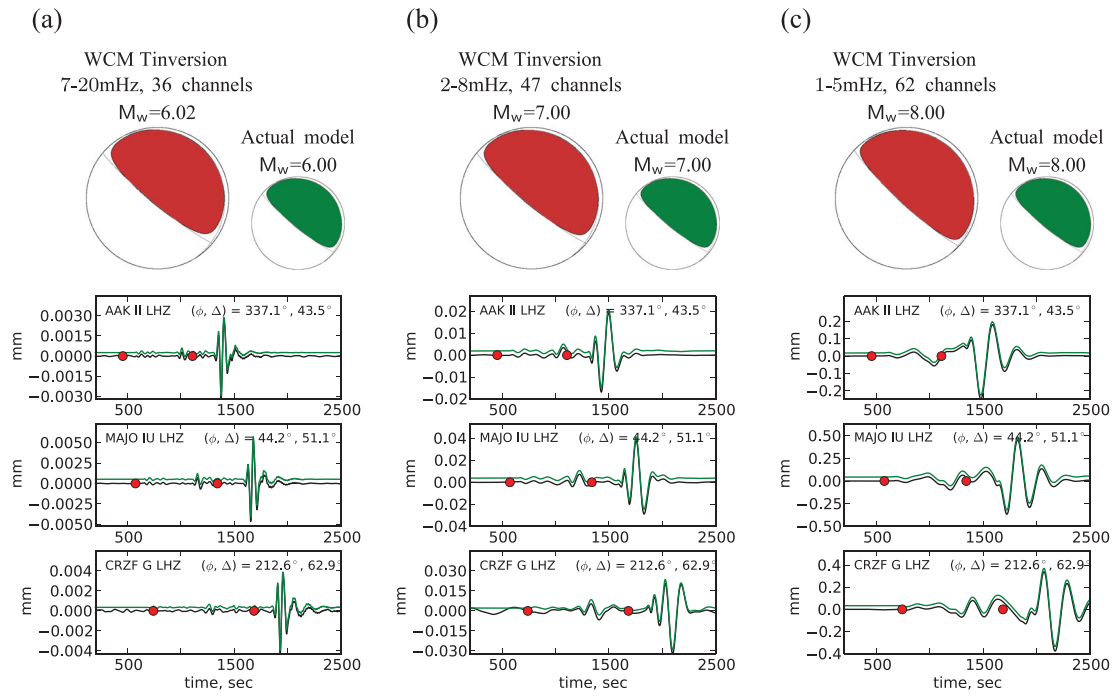 (a)
WCM Tinversion
7-20mHz, 36 channels
Mw=6.02
Actual model
Mw=6.00
AAK II LHZ (ϕ, Δ) = 337.1°, 43.5°
mm
0.0030
0.0015
0.0000
−0.0015
−0.0030
500 1500 2500
MAJO IU LHZ (ϕ, Δ) = 44.2°, 51.1°
mm
0.0050
0.0025
0.0000
−0.0025
−0.0050
500 1500 2500
CRZF G LHZ (ϕ, Δ) = 212.6°, 62.9°
mm
0.004
0.002
0.000
−0.002
−0.004
500 1500 2500
time, sec
(b)
WCM Tinversion
2-8mHz, 47 channels
Mw=7.00
Actual model
Mw=7.00
AAK II LHZ (ϕ, Δ) = 337.1°, 43.5°
mm
0.02
0.01
0.00
−0.01
−0.02
500 1500 2500
MAJO IU LHZ (ϕ, Δ) = 44.2°, 51.1°
mm
0.04
0.02
0.00
−0.02
−0.04
500 1500 2500
CRZF G LHZ (ϕ, Δ) = 212.6°, 62.9°
mm
0.030
0.015
0.000
−0.015
−0.030
500 1500 2500
time, sec
(c)
WCM Tinversion
1-5mHz, 62 channels
Mw=8.00
Actual model
Mw=8.00
AAK II LHZ (ϕ, Δ) = 337.1°, 43.5°
mm
0.2
0.1
0.0
−0.1
−0.2
500 1500 2500
MAJO IU LHZ (ϕ, Δ) = 44.2°, 51.1°
mm
0.50
0.25
0.00
−0.25
−0.50
500 1500 2500
CRZF G LHZ (ϕ, Δ) = 212.6°, 62.9°
mm
0.4
0.2
0.0
−0.2
−0.4
500 1500 2500
time, sec